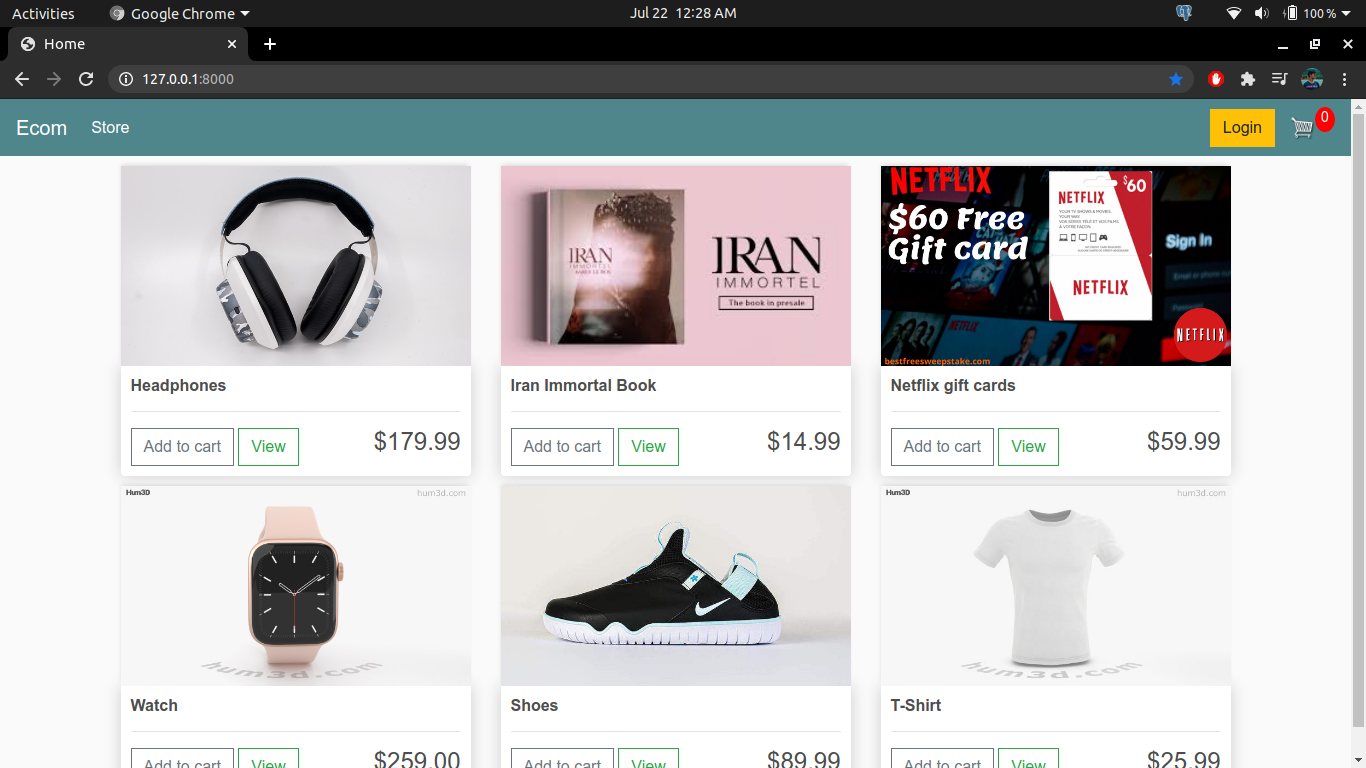 Activities
Google Chrome
Jul 22 12:28 AM
100 %
Home
127.0.0.1:8000
Ecom
Store
Login
0
IRAN
IMMORTEL
IRAN
IMMORTEL
The book in presale
NETFLIX
$60 Free
Gift card
NETFLIX
$60
NETFLIX
Sign In
NETFLIX
NETFLIX
bestfreesweepstake.com
Headphones
Add to cart
View
$179.99
Iran Immortal Book
Add to cart
View
$14.99
Netflix gift cards
Add to cart
View
$59.99
Hum3D
hum3d.com
hum3d.com
Hum3D
hum3d.com
hum3d.com
Watch
Add to cart
View
$259.00
Shoes
Add to cart
View
$89.99
T-Shirt
Add to cart
View
$25.99